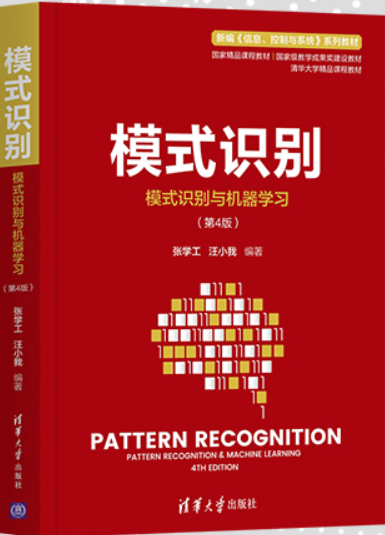 模式识别
模式识别与机器学习
（第4版）
张学工 汪小我 编著
清华大学出版社
新编《信息、控制与系统》系列教材
国家精品课程教材｜国家级教学成果奖建设教材
清华大学精品课程教材
模式识别
模式识别与机器学习
（第4版）
张学工 汪小我 编著
PATTERN RECOGNITION
PATTERN RECOGNITION & MACHINE LEARNING
4TH EDITION
清华大学出版社